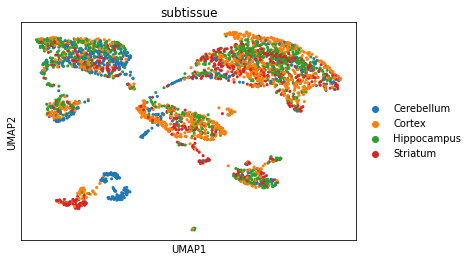 subtissue
UMAP2
UMAP1
Cerebellum
Cortex
Hippocampus
Striatum